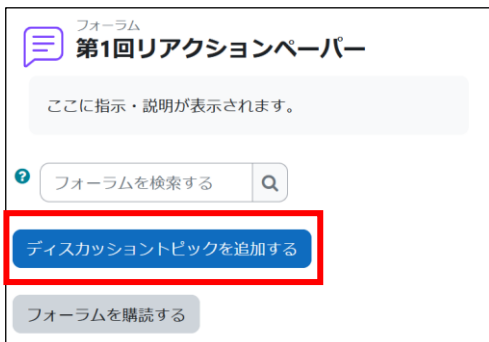 フォーラム
第1回リアクションペーパー
ここに指示・説明が表示されます。
フォーラムを検索する
ディスカッショントピックを追加する
フォーラムを購読する